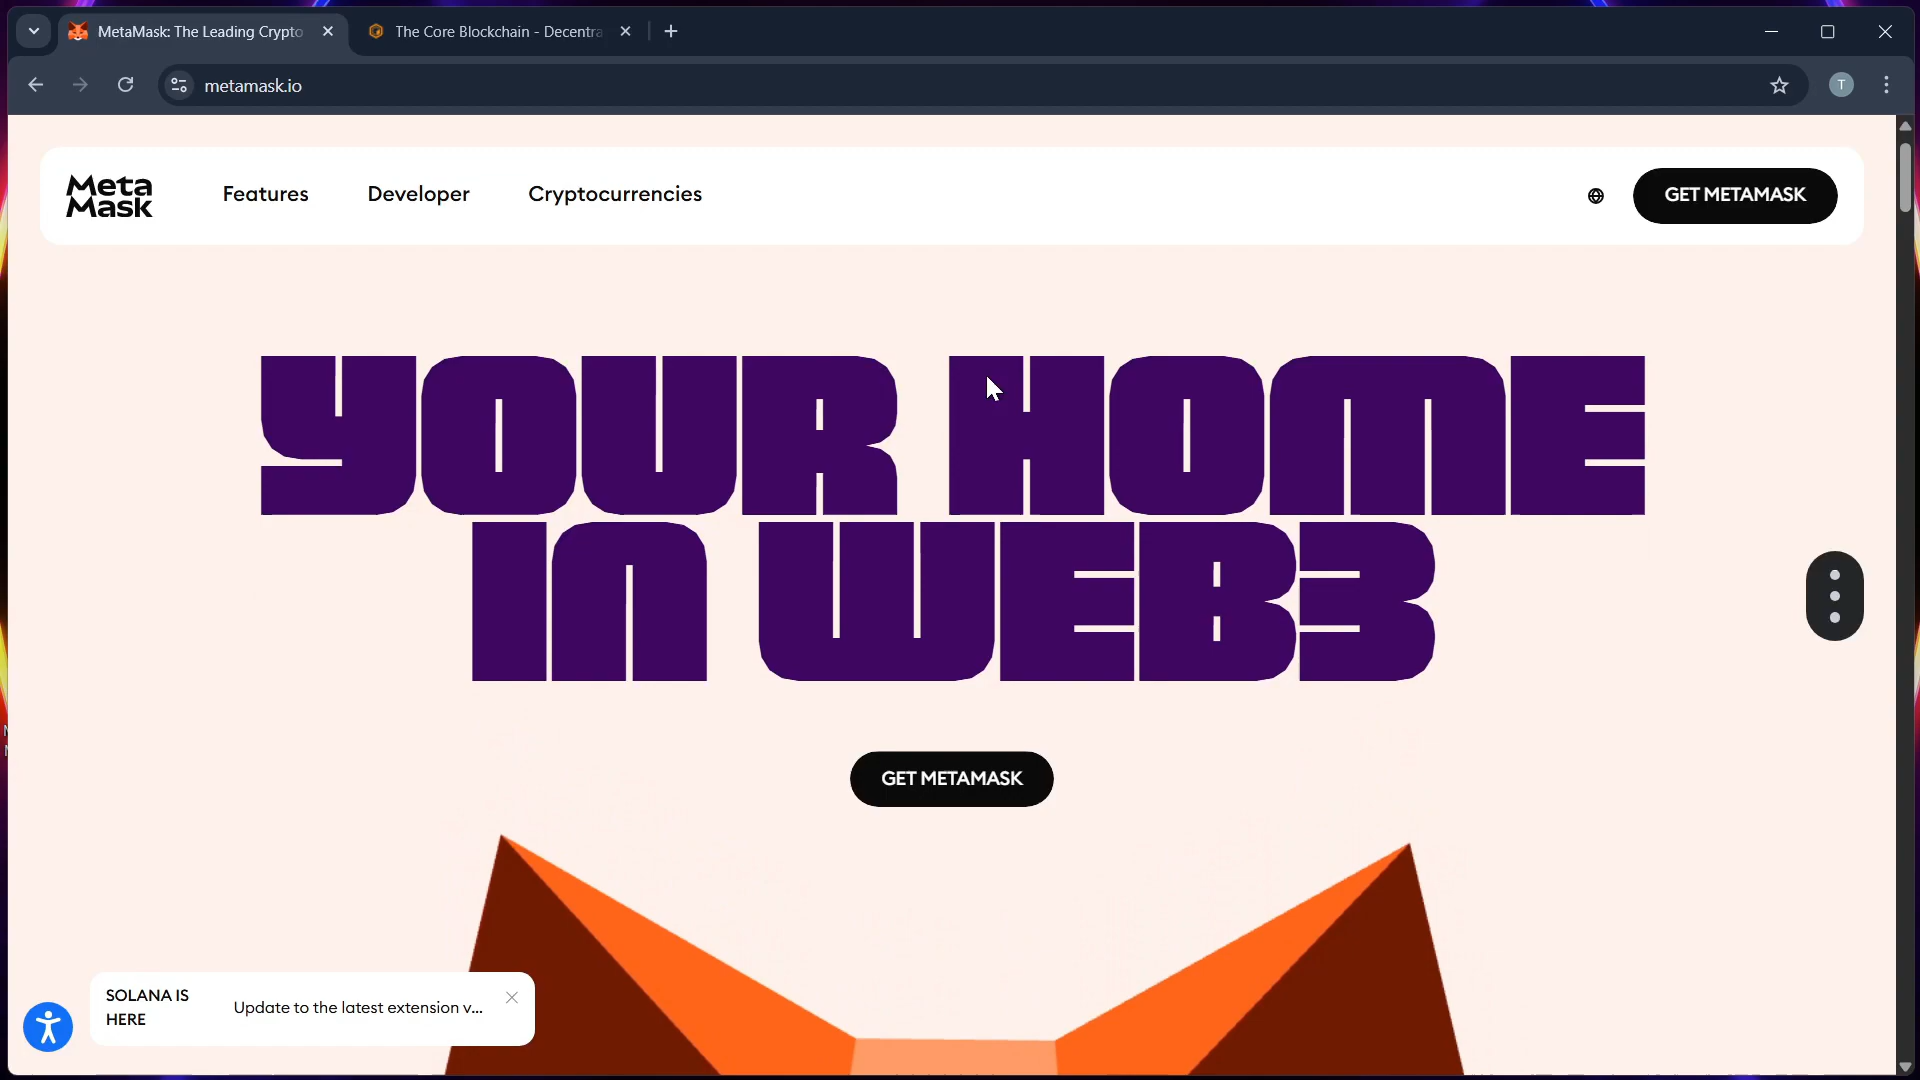 MetaMask: The Leading Crypto
The Core Blockchain - Decentra
metamask.io
T
Meta
Mask
Features
Developer
Cryptocurrencies
GET METAMASK
YOUR HOME
IN WEB3
GET METAMASK
SOLANA IS
HERE
Update to the latest extension v...